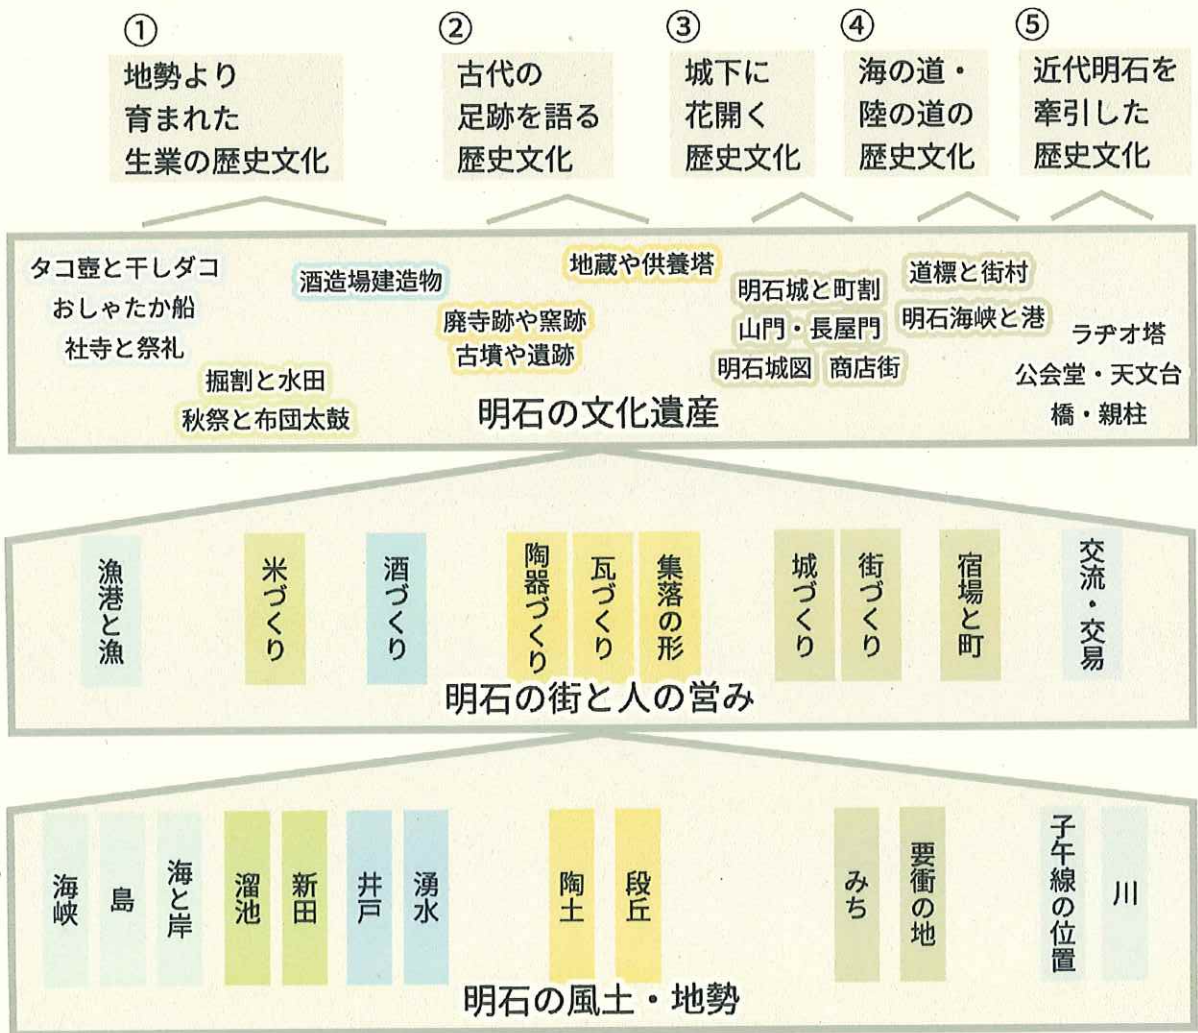 ①
地勢より
育まれた
生業の歴史文化
②
古代の
足跡を語る
歴史文化
③
城下に
花開く
歴史文化
④
海の道・
陸の道の
歴史文化
⑤
近代明石を
牽引した
歴史文化
タコ壺と干しダコ
おしゃたか船
社寺と祭礼
掘割と水田
秋祭と布団太鼓
酒造場建造物
廃寺跡や窯跡
古墳や遺跡
地蔵や供養塔
明石城と町割
山門・長屋門
明石城図 商店街
道標と街村
明石海峡と港
ラヂオ塔
公会堂・天文台
橋・親柱
明石の文化遺産
漁港と漁
米づくり
酒づくり
陶器づくり
瓦づくり
集落の形
城づくり
街づくり
宿場と町
交流・交易
明石の街と人の営み
海峡
島
海と岸
溜池
新田
井戸
湧水
陶土
段丘
みち
要衝の地
子午線の位置
川
明石の風土・地勢